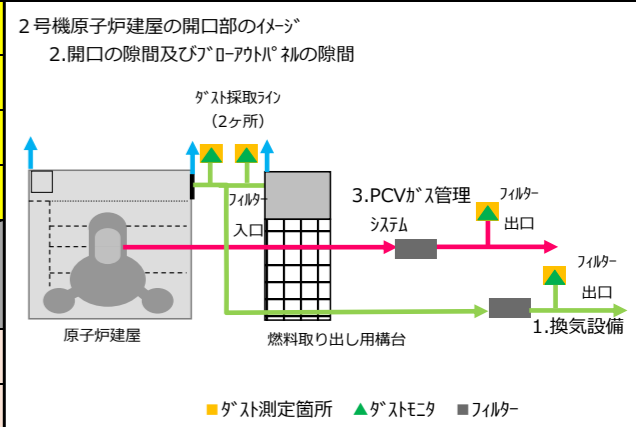 2号機原子炉建屋の開口部のイメージ
2.開口の隙間及びブローアウトパネルの隙間
ダスト採取ライン
(2ヶ所)
フィルター
入口
3.PCVガス管理
システム
フィルター
出口
フィルター
出口
1.換気設備
原子炉建屋
燃料取り出し用構台
■ダスト測定箇所 ▲ダストモニタ ■フィルター